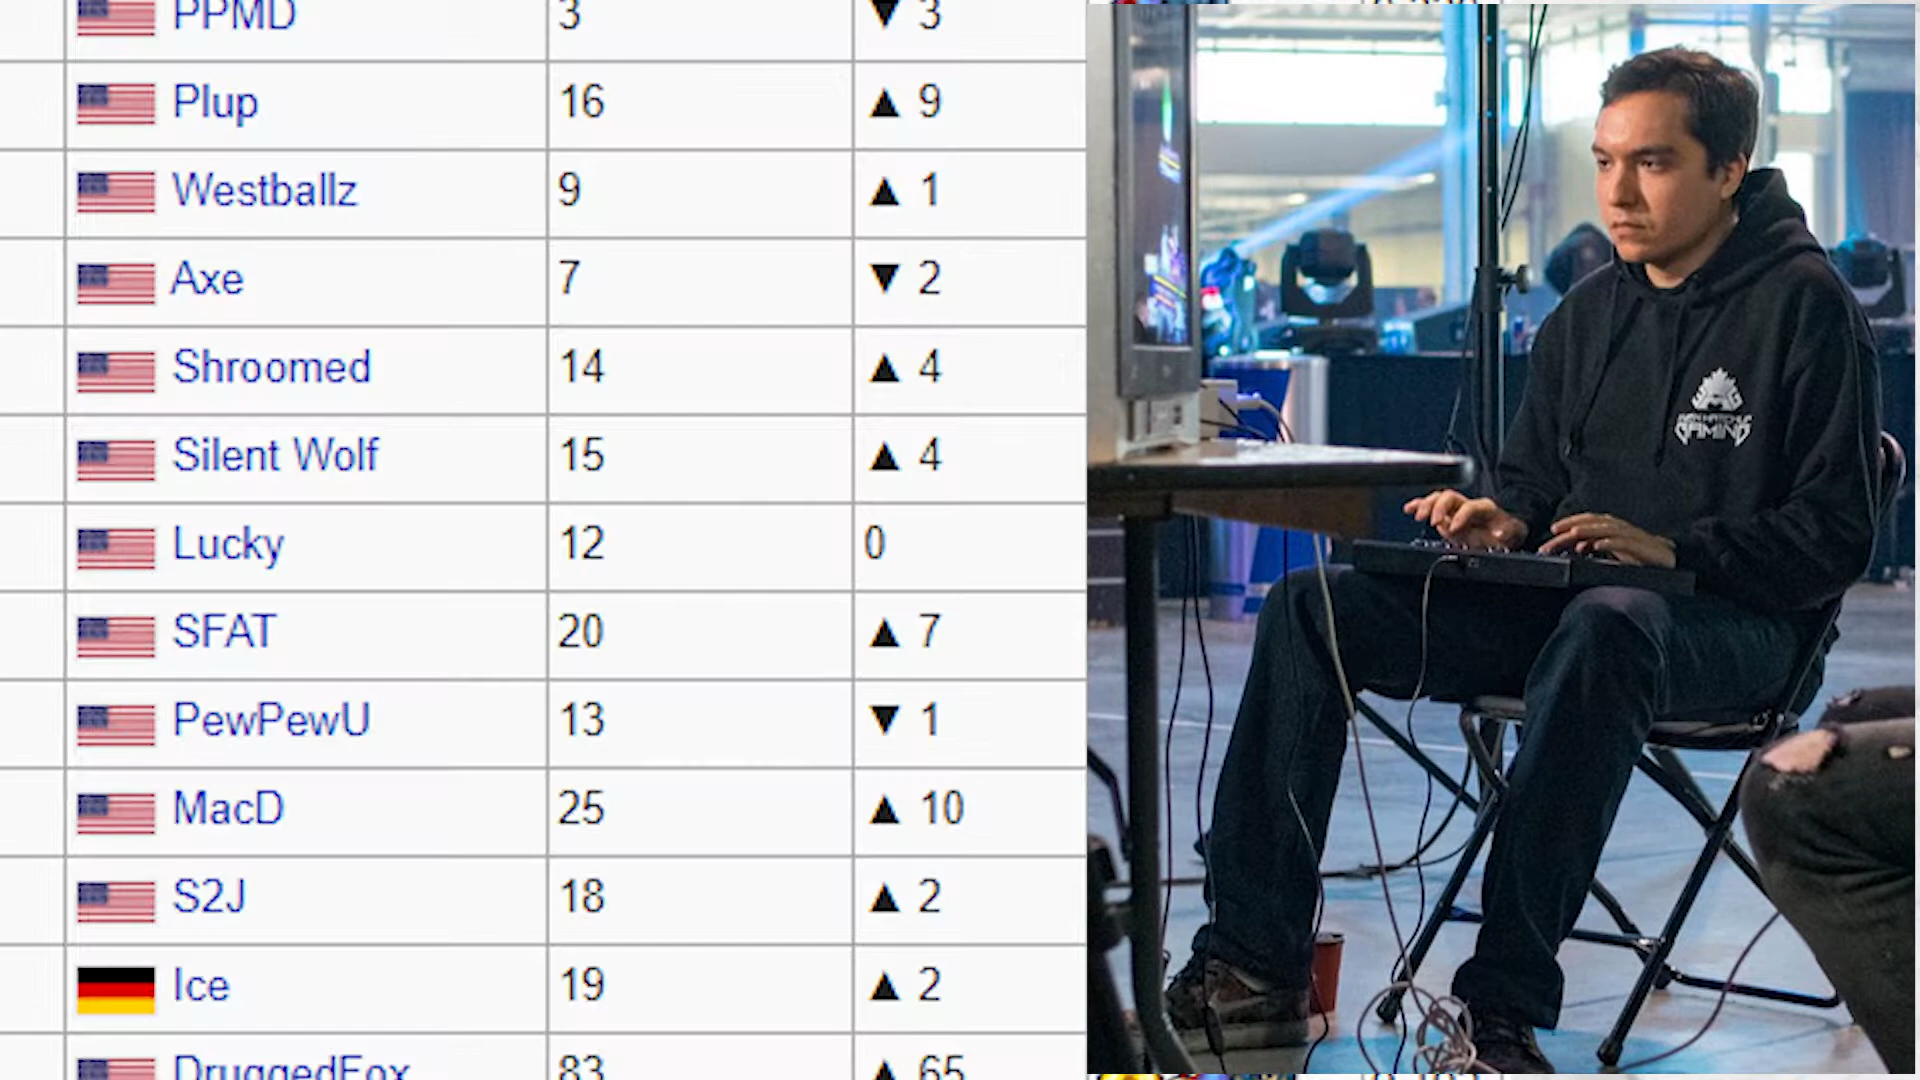 PPMD 3 ▼ 3
Plup 16 ▲ 9
Westballz 9 ▲ 1
Axe 7 ▼ 2
Shroomed 14 ▲ 4
Silent Wolf 15 ▲ 4
Lucky 12 0
SFAT 20 ▲ 7
PewPewU 13 ▼ 1
MacD 25 ▲ 10
S2J 18 ▲ 2
Ice 19 ▲ 2
DruggedFox 83 ▲ 65
GAMING